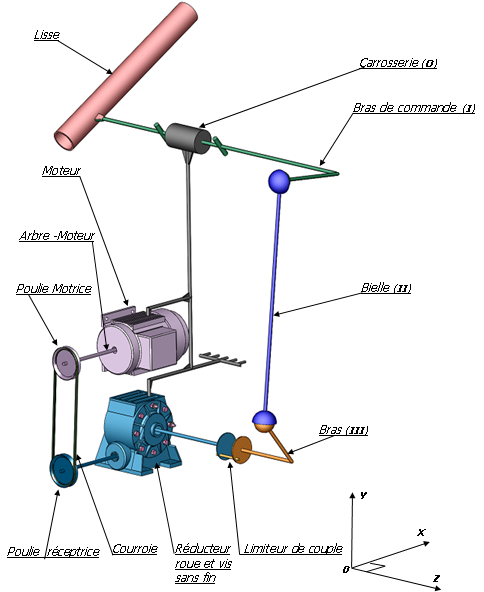 Lisse
Carrosserie (0)
Bras de commande (I)
Moteur
Arbre -Moteur
Poulie Motrice
Bielle (II)
Bras (III)
Poulie réceptrice
Courroie
Réducteur
roue et vis
sans fin
Limiteur de couple
Y
X
O
Z